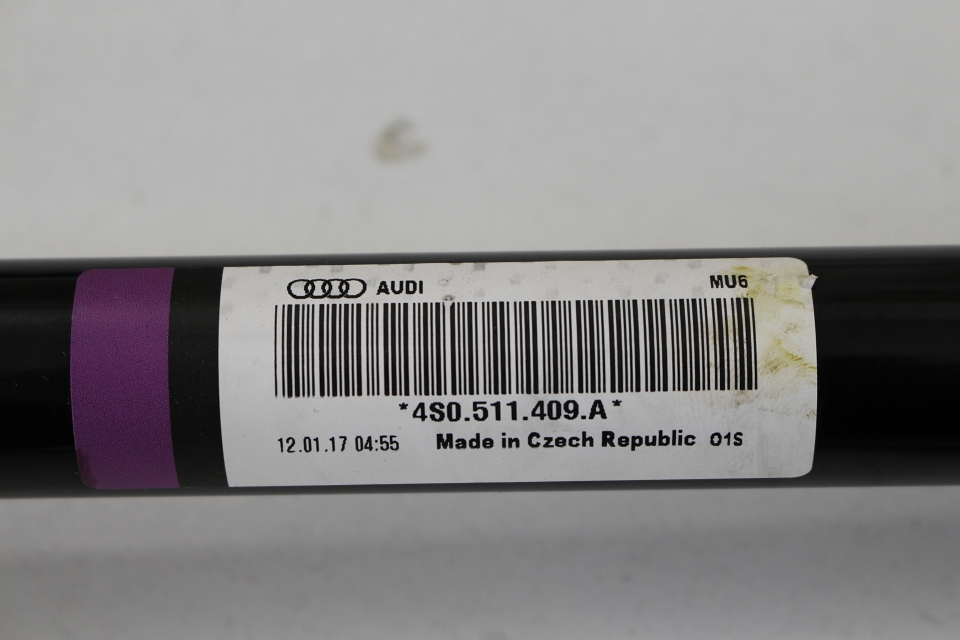 AUDI MU6
*4S0.511.409.A*
12.01.17 04:55 Made in Czech Republic 01S